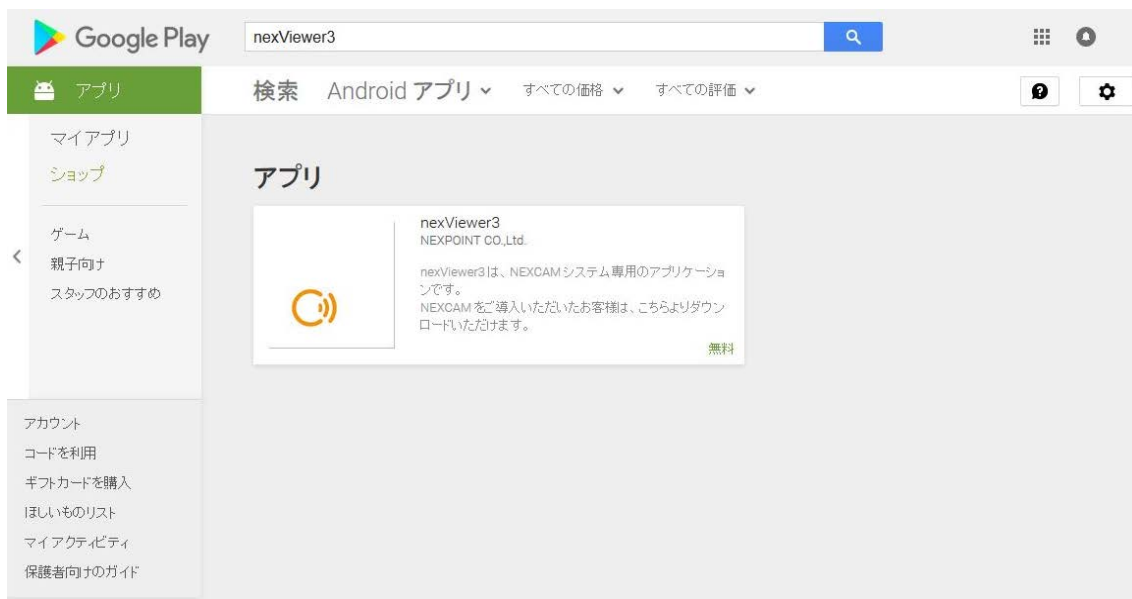 Google Play
nexViewer3
アプリ
検索 Android アプリ すべての価格 すべての評価
マイアプリ
ショップ
ゲーム
親子向け
スタッフのおすすめ
アカウント
コードを利用
ギフトカードを購入
ほしいものリスト
マイアクティビティ
保護者向けのガイド
アプリ
nexViewer3
NEXPOINT CO.,Ltd.
nexViewer3は、NEXCAMシステム専用のアプリケーショ
ンです。
NEXCAMをご導入いただいたお客様は、こちらよりダウン
ロードいただけます。
無料